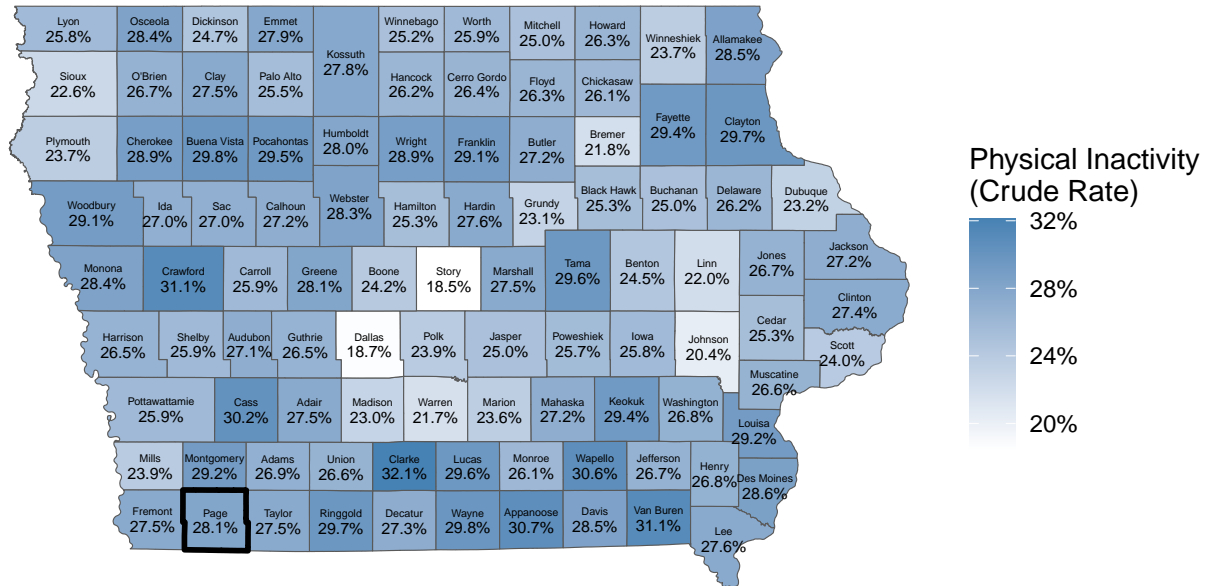 Lyon
25.8%
Osceola
28.4%
Dickinson
24.7%
Emmet
27.9%
Kossuth
27.8%
Winnebago
25.2%
Worth
25.9%
Mitchell
25.0%
Howard
26.3%
Winneshiek
23.7%
Allamakee
28.5%
Sioux
22.6%
O'Brien
26.7%
Clay
27.5%
Palo Alto
25.5%
Hancock
26.2%
Cerro Gordo
26.4%
Floyd
26.3%
Chickasaw
26.1%
Fayette
29.4%
Clayton
29.7%
Plymouth
23.7%
Cherokee
28.9%
Buena Vista
29.8%
Pocahontas
29.5%
Humboldt
28.0%
Wright
28.9%
Franklin
29.1%
Butler
27.2%
Bremer
21.8%
Woodbury
29.1%
Ida
27.0%
Sac
27.0%
Calhoun
27.2%
Webster
28.3%
Hamilton
25.3%
Hardin
27.6%
Grundy
23.1%
Black Hawk
25.3%
Buchanan
25.0%
Delaware
26.2%
Dubuque
23.2%
Monona
28.4%
Crawford
31.1%
Carroll
25.9%
Greene
28.1%
Boone
24.2%
Story
18.5%
Marshall
27.5%
Tama
29.6%
Benton
24.5%
Linn
22.0%
Jones
26.7%
Jackson
27.2%
Clinton
27.4%
Harrison
26.5%
Shelby
25.9%
Audubon
27.1%
Guthrie
26.5%
Dallas
18.7%
Polk
23.9%
Jasper
25.0%
Poweshiek
25.7%
Iowa
25.8%
Johnson
20.4%
Cedar
25.3%
Scott
24.0%
Muscatine
26.6%
Pottawattamie
25.9%
Cass
30.2%
Adair
27.5%
Madison
23.0%
Warren
21.7%
Marion
23.6%
Mahaska
27.2%
Keokuk
29.4%
Washington
26.8%
Louisa
29.2%
Mills
23.9%
Montgomery
29.2%
Adams
26.9%
Union
26.6%
Clarke
32.1%
Lucas
29.6%
Monroe
26.1%
Wapello
30.6%
Jefferson
26.7%
Henry
26.8%
Des Moines
28.6%
Fremont
27.5%
Page
28.1%
Taylor
27.5%
Ringgold
29.7%
Decatur
27.3%
Wayne
29.8%
Appanoose
30.7%
Davis
28.5%
Van Buren
31.1%
Lee
27.6%
Physical Inactivity
(Crude Rate)
32%
28%
24%
20%